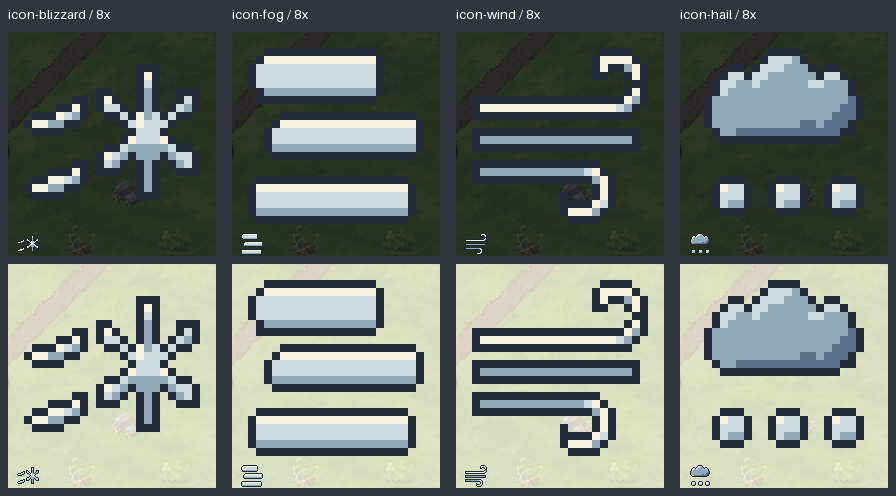 icon-blizzard / 8x
icon-fog / 8x
icon-wind / 8x
icon-hail / 8x